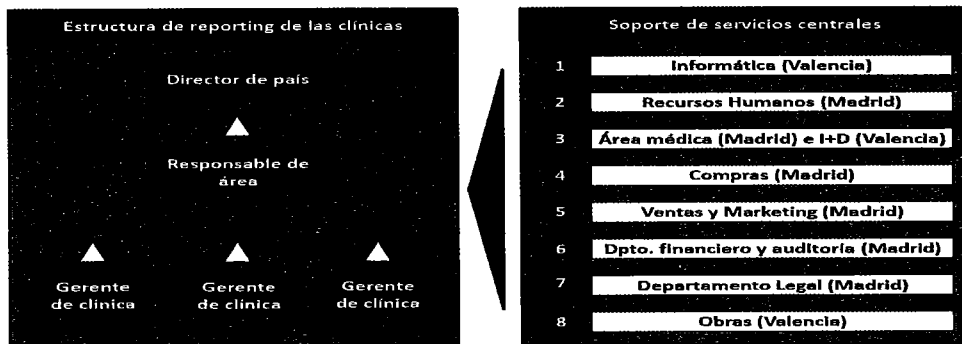 Estructura de reporting de las clínicas
Director de país
Responsable de
área
Gerente
de clínica
Gerente
de clínica
Gerente
de clínica
Soporte de servicios centrales
1 Informática (Valencia)
2 Recursos Humanos (Madrid)
3 Área médica (Madrid) e I+D (Valencia)
4 Compras (Madrid)
5 Ventas y Marketing (Madrid)
6 Dpto. financiero y auditoría (Madrid)
7 Departamento Legal (Madrid)
8 Obras (Valencia)